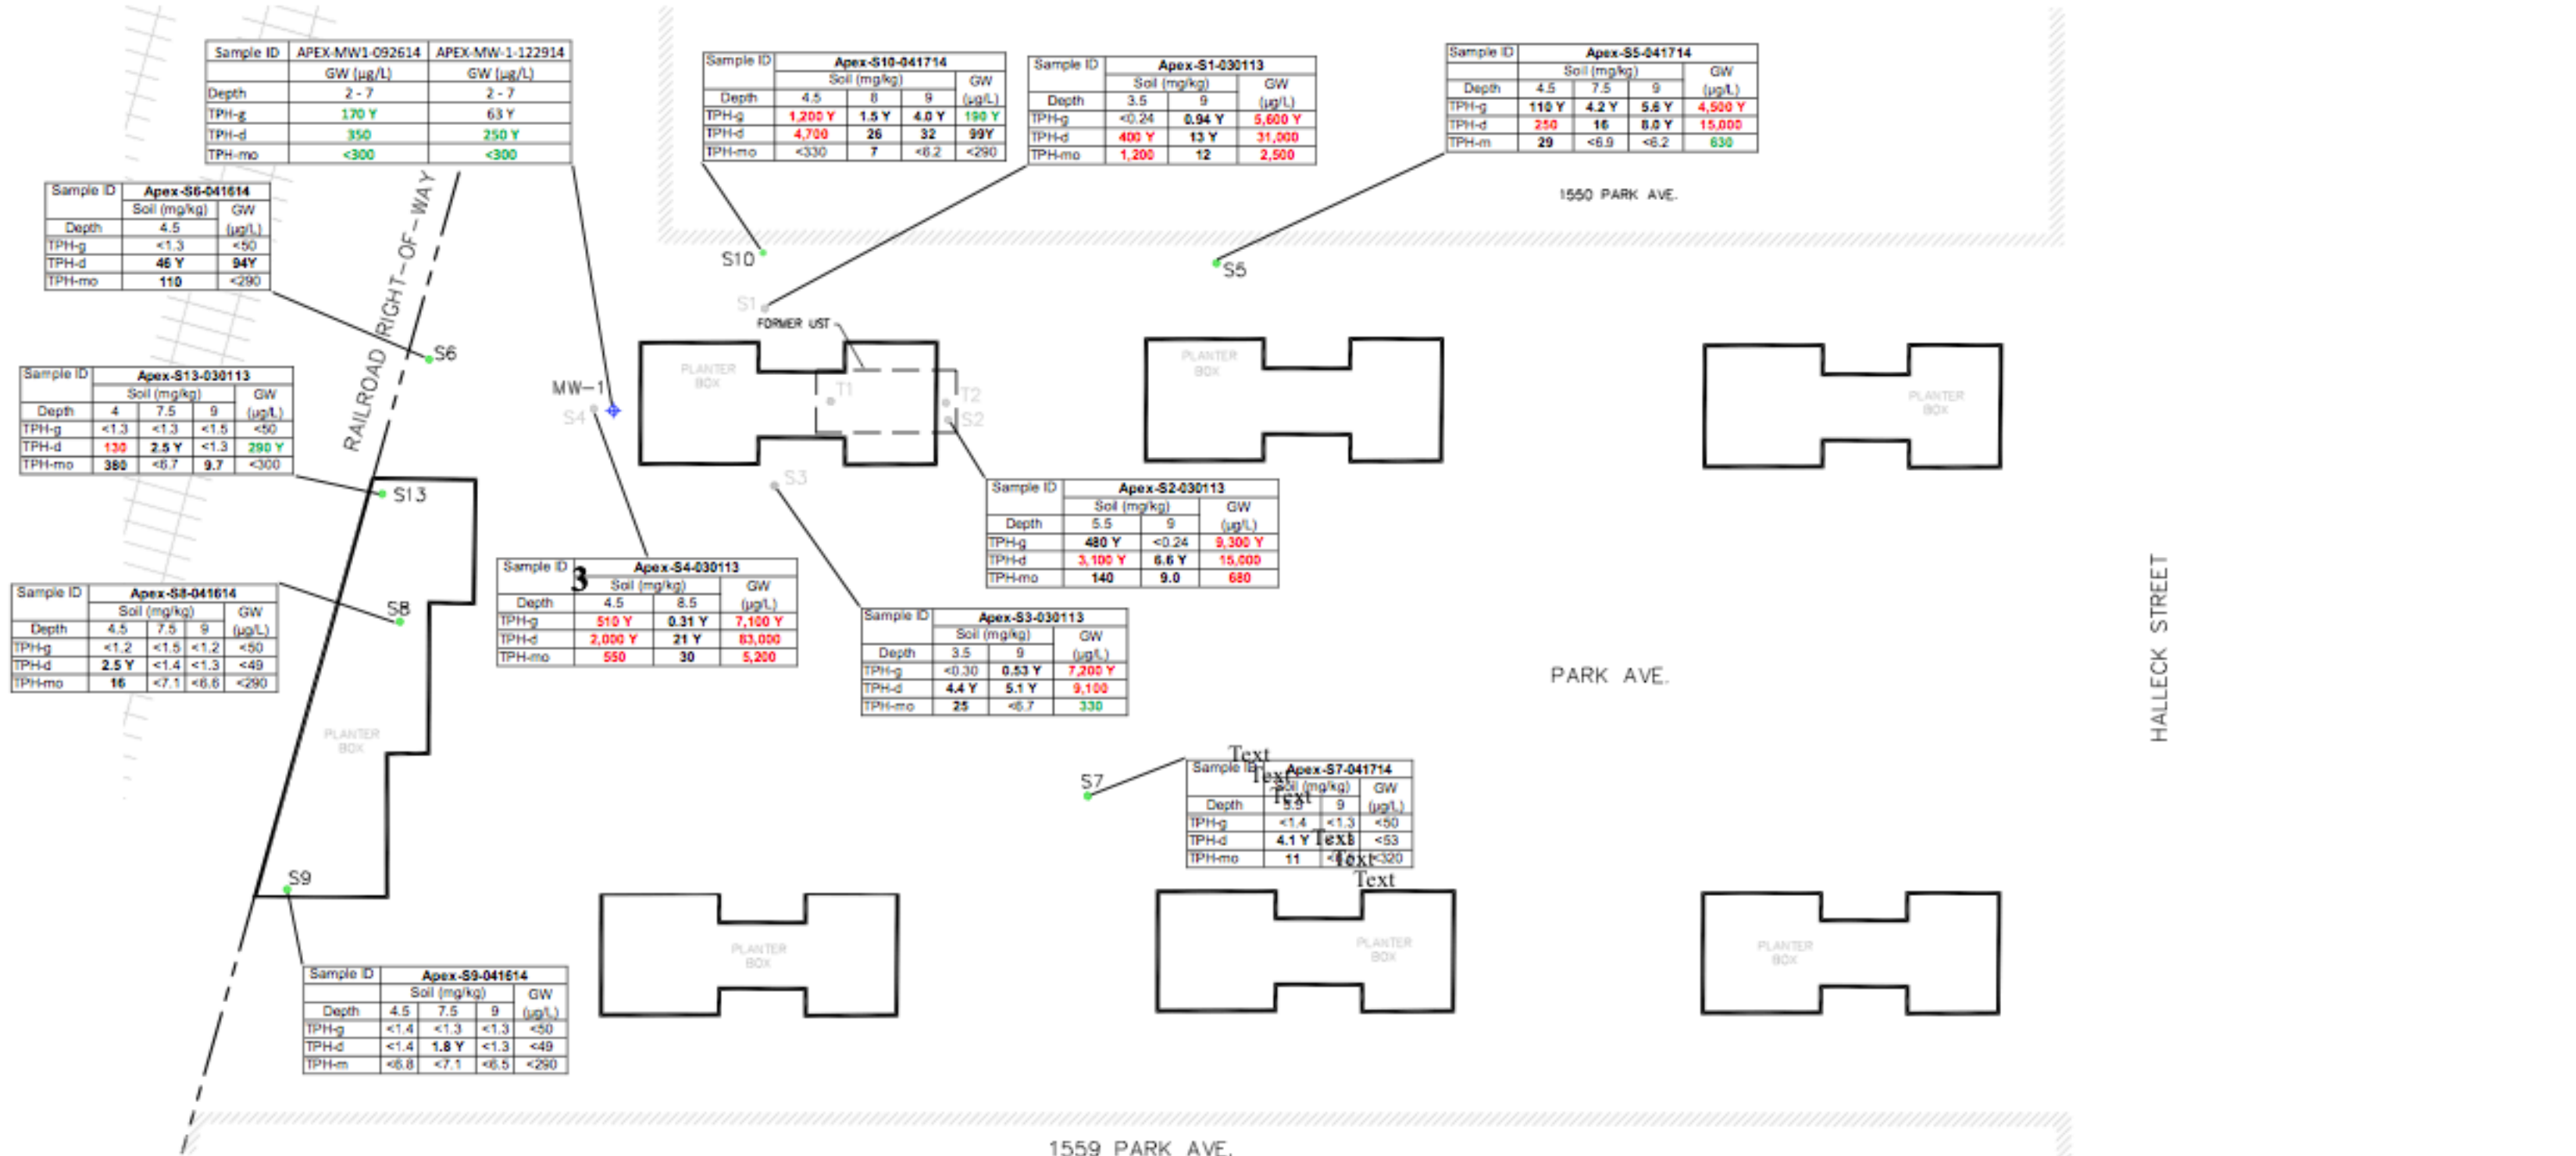 Sample ID APEX-MW1-092614 APEX-MW-1-122914
GW (µg/L) GW (µg/L)
Depth 2 - 7 2 - 7
TPH-g 170 Y 63 Y
TPH-d 350 250 Y
TPH-mo <300 <300
Sample ID Apex-S10-041714
Soil (mg/kg) GW
Depth 4.5 8 9 (µg/L)
TPH-g 1,200 Y 1.5 Y 4.0 Y 190 Y
TPH-d 4,700 26 32 99Y
TPH-mo <330 7 <6.2 <290
Sample ID Apex-S1-030113
Soil (mg/kg) GW
Depth 3.5 9 (µg/L)
TPH-g <0.24 0.94 Y 5,600 Y
TPH-d 400 Y 13 Y 31,000
TPH-mo 1,200 12 2,500
Sample ID Apex-S5-041714
Soil (mg/kg) GW
Depth 4.5 7.5 9 (µg/L)
TPH-g 110 Y 4.2 Y 5.6 Y 4,500 Y
TPH-d 250 16 8.0 Y 15,000
TPH-m 29 <6.9 <6.2 630
1550 PARK AVE.
Sample ID Apex-S6-041614
Soil (mg/kg) GW
Depth 4.5 (µg/L)
TPH-g <1.3 <50
TPH-d 46 Y 94Y
TPH-mo 110 <290
RAILROAD RIGHT-OF-WAY
S10
S5
S1
FORMER UST
S6
PLANTER
BOX
PLANTER
BOX
PLANTER
BOX
MW-1
S4
T1
T2
S2
Sample ID Apex-S13-030113
Soil (mg/kg) GW
Depth 4 7.5 9 (µg/L)
TPH-g <1.3 <1.3 <1.5 <50
TPH-d 130 2.5 Y <1.3 290 Y
TPH-mo 380 <6.7 9.7 <300
S13
S3
Sample ID Apex-S2-030113
Soil (mg/kg) GW
Depth 5.5 9 (µg/L)
TPH-g 480 Y <0.24 9,300 Y
TPH-d 3,100 Y 6.6 Y 15,000
TPH-mo 140 9.0 680
Sample ID Apex-S8-041614
Soil (mg/kg) GW
Depth 4.5 7.5 9 (µg/L)
TPH-g <1.2 <1.5 <1.2 <50
TPH-d 2.5 Y <1.4 <1.3 <49
TPH-mo 16 <7.1 <6.6 <290
S8
Sample ID 3 Apex-S4-030113
Soil (mg/kg) GW
Depth 4.5 8.5 (µg/L)
TPH-g 510 Y 0.31 Y 7,100 Y
TPH-d 2,000 Y 21 Y 83,000
TPH-mo 550 30 5,200
Sample ID Apex-S3-030113
Soil (mg/kg) GW
Depth 3.5 9 (µg/L)
TPH-g <0.30 0.53 Y 7,200 Y
TPH-d 4.4 Y 5.1 Y 9,100
TPH-mo 25 <6.7 330
PARK AVE.
HALLECK STREET
PLANTER
BOX
S7
Text
Sample ID Apex-S7-041714
Text
Soil (mg/kg) GW
Text
Depth 9 (µg/L)
TPH-g <1.4 <1.3 <50
TPH-d 4.1 Y Text <53
TPH-mo 11 Text <320
Text
S9
PLANTER
BOX
PLANTER
BOX
PLANTER
BOX
Sample ID Apex-S9-041614
Soil (mg/kg) GW
Depth 4.5 7.5 9 (µg/L)
TPH-g <1.4 <1.3 <1.3 <50
TPH-d <1.4 1.8 Y <1.3 <49
TPH-m <6.8 <7.1 <6.5 <290
1559 PARK AVE.